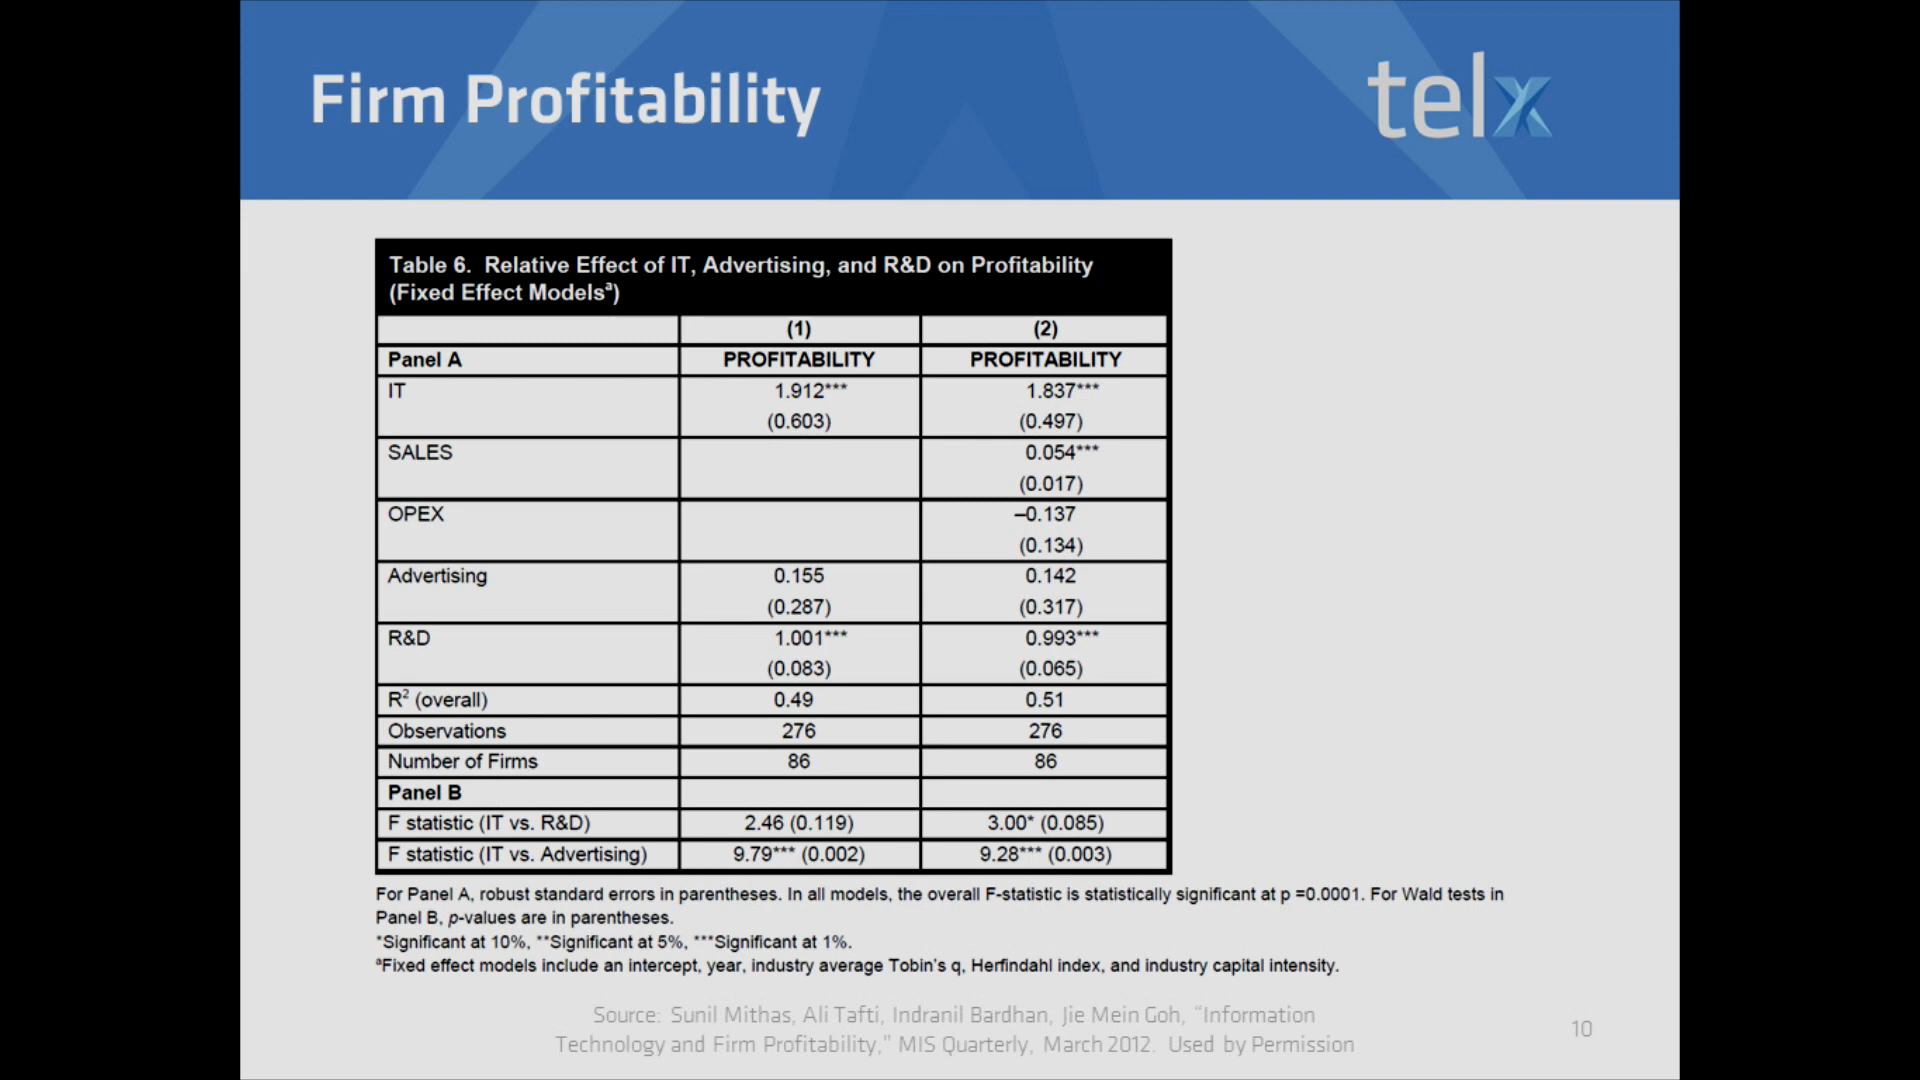 Firm Profitability
telx
Table 6. Relative Effect of IT, Advertising, and R&D on Profitability
(Fixed Effect Modelsᵃ)
(1) (2)
Panel A PROFITABILITY PROFITABILITY
IT 1.912*** 1.837***
(0.603) (0.497)
SALES 0.054***
(0.017)
OPEX –0.137
(0.134)
Advertising 0.155 0.142
(0.287) (0.317)
R&D 1.001*** 0.993***
(0.083) (0.065)
R² (overall) 0.49 0.51
Observations 276 276
Number of Firms 86 86
Panel B
F statistic (IT vs. R&D) 2.46 (0.119) 3.00* (0.085)
F statistic (IT vs. Advertising) 9.79*** (0.002) 9.28*** (0.003)
For Panel A, robust standard errors in parentheses. In all models, the overall F-statistic is statistically significant at p =0.0001. For Wald tests in
Panel B, p-values are in parentheses.
*Significant at 10%, **Significant at 5%, ***Significant at 1%.
ᵃFixed effect models include an intercept, year, industry average Tobin's q, Herfindahl index, and industry capital intensity.
Source: Sunil Mithas, Ali Tafti, Indranil Bardhan, Jie Mein Goh, "Information
Technology and Firm Profitability," MIS Quarterly, March 2012. Used by Permission
10